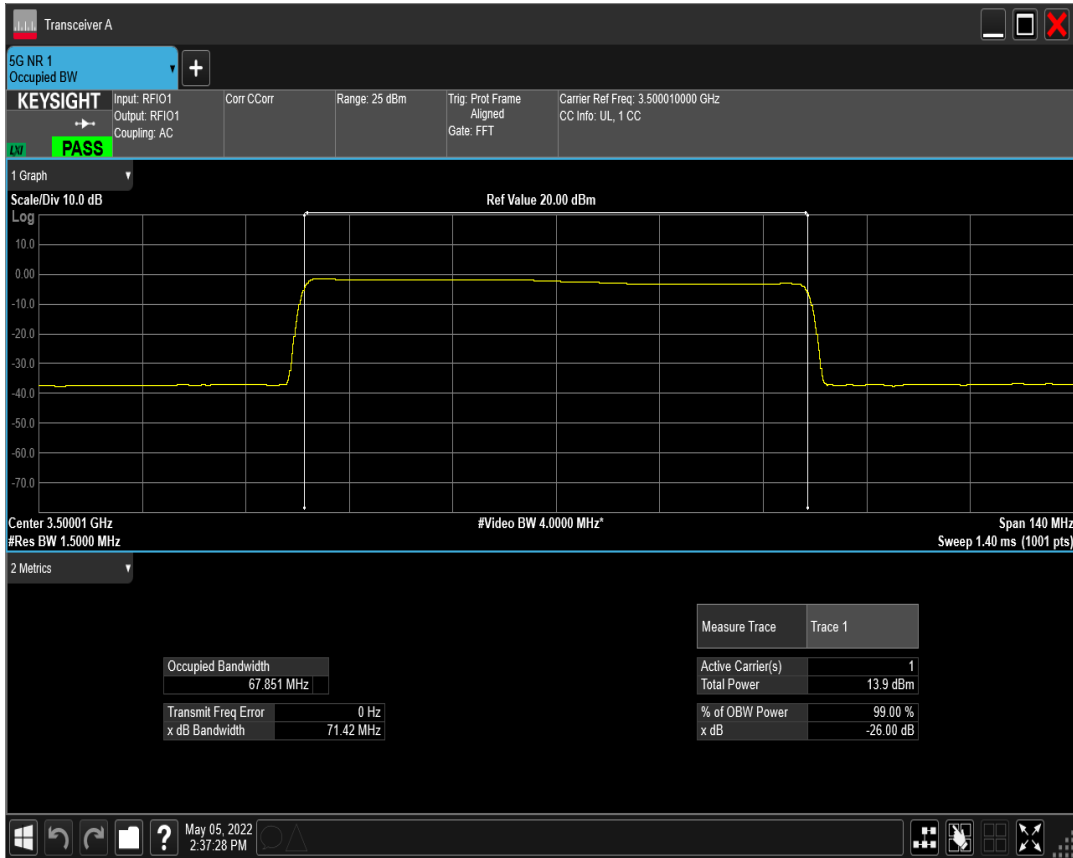 Transceiver A
5G NR 1
Occupied BW
KEYSIGHT
Input: RFIO1
Output: RFIO1
Coupling: AC
LXI
PASS
Corr CCorr
Range: 25 dBm
Trig: Prot Frame
Aligned
Gate: FFT
Carrier Ref Freq: 3.500010000 GHz
CC Info: UL, 1 CC
1 Graph
Scale/Div 10.0 dB
Ref Value 20.00 dBm
Log
10.0
0.00
-10.0
-20.0
-30.0
-40.0
-50.0
-60.0
-70.0
Center 3.50001 GHz
#Video BW 4.0000 MHz*
Span 140 MHz
#Res BW 1.5000 MHz
Sweep 1.40 ms (1001 pts)
2 Metrics
Measure Trace Trace 1
Occupied Bandwidth
67.851 MHz
Active Carrier(s) 1
Total Power 13.9 dBm
Transmit Freq Error 0 Hz
x dB Bandwidth 71.42 MHz
% of OBW Power 99.00 %
x dB -26.00 dB
?
May 05, 2022
2:37:28 PM